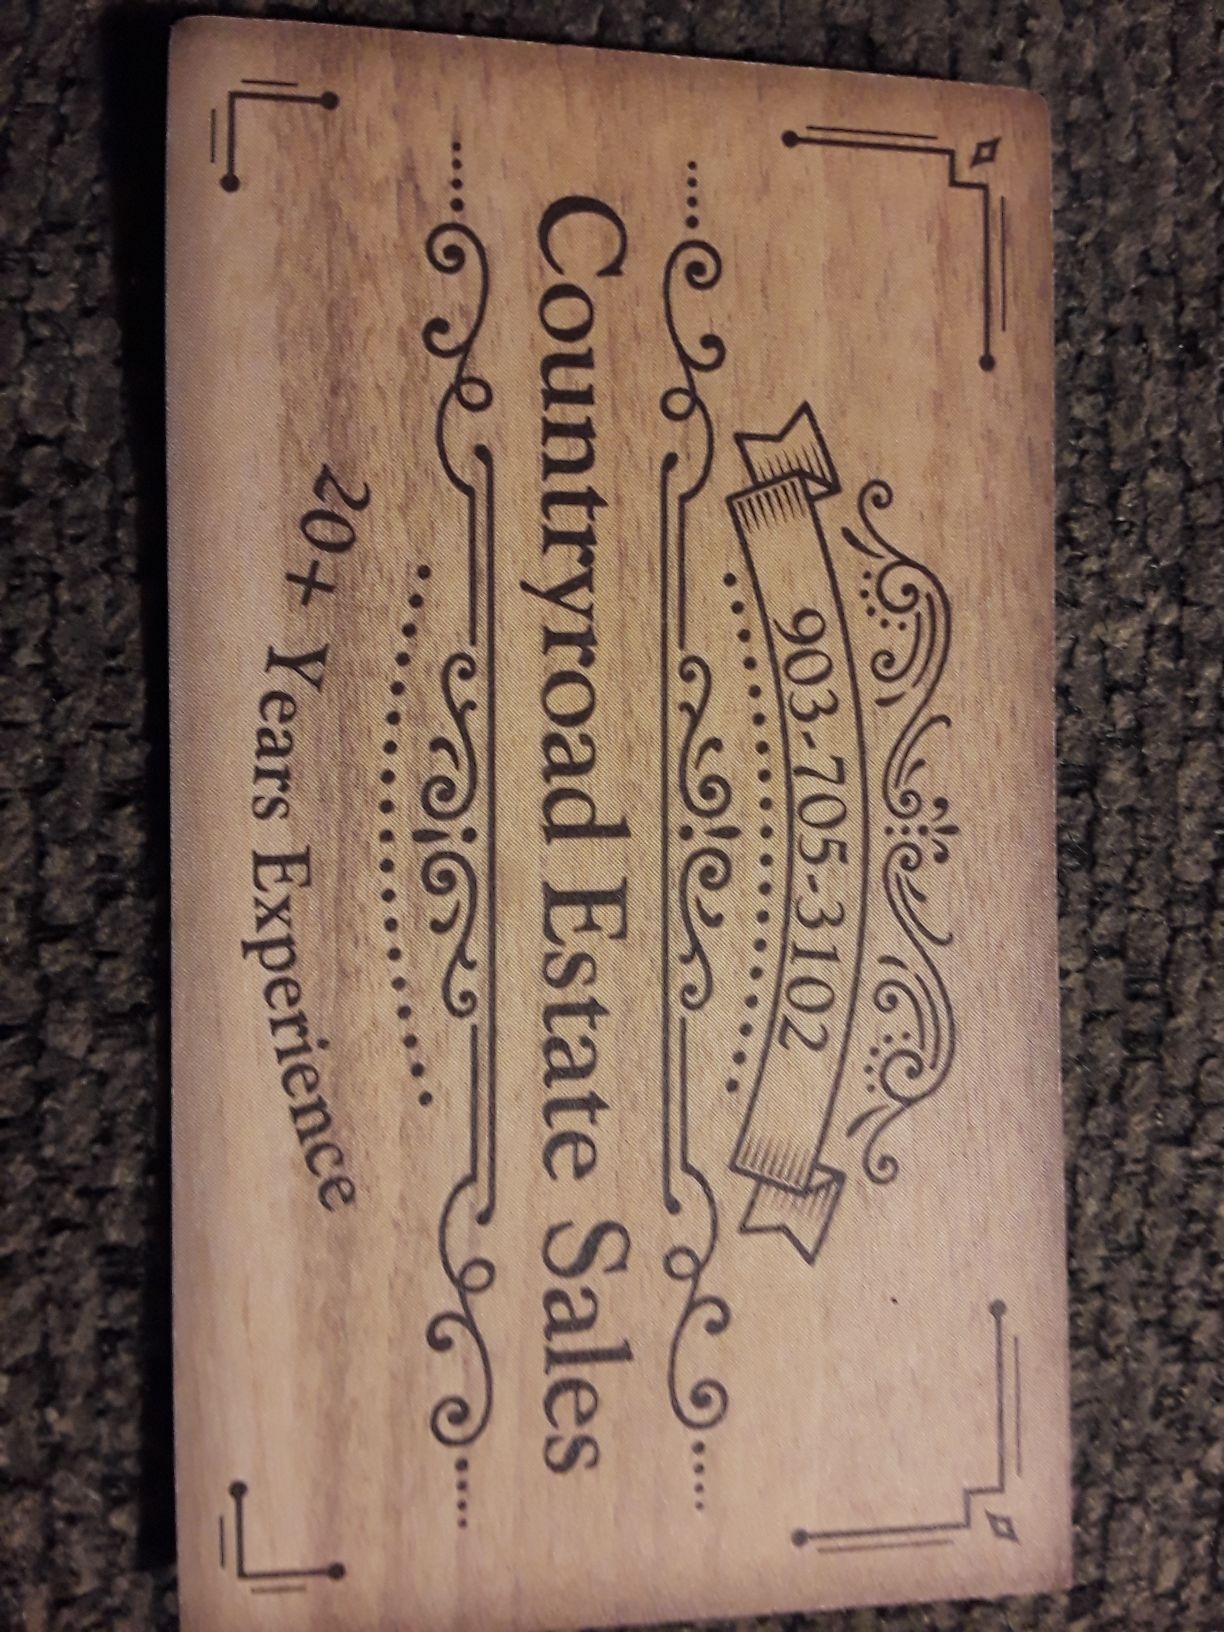 903-705-3102
Countryroad Estate Sales
20+ Years Experience